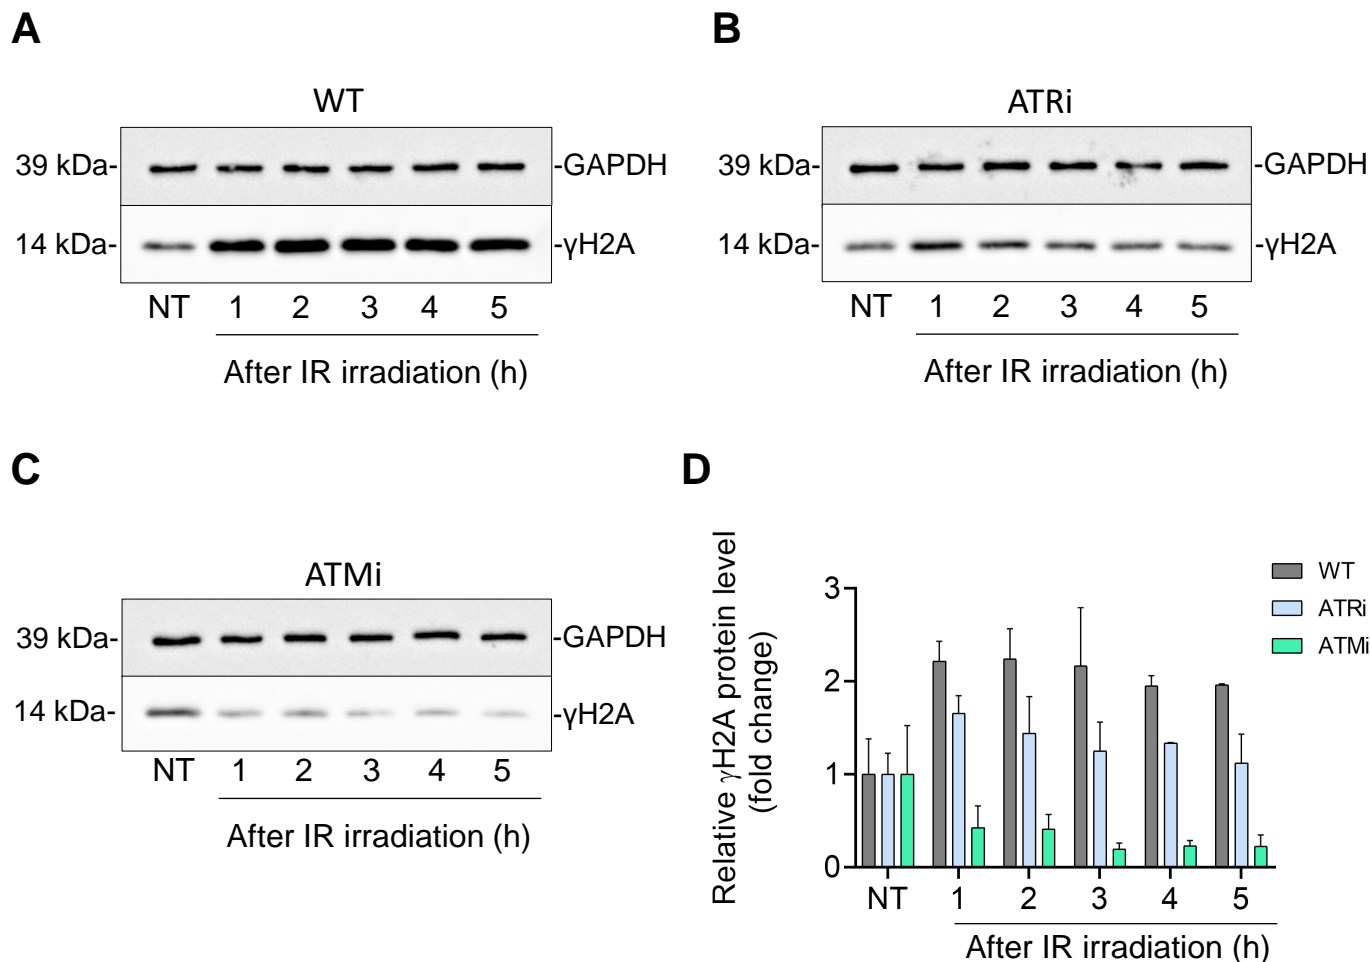 A
WT
39 kDa- -GAPDH
14 kDa- -γH2A
NT 1 2 3 4 5
After IR irradiation (h)
B
ATRi
39 kDa- -GAPDH
14 kDa- -γH2A
NT 1 2 3 4 5
After IR irradiation (h)
C
ATMi
39 kDa- -GAPDH
14 kDa- -γH2A
NT 1 2 3 4 5
After IR irradiation (h)
D
Relative γH2A protein level
(fold change)
3
2
1
0
NT 1 2 3 4 5
After IR irradiation (h)
WT
ATRi
ATMi